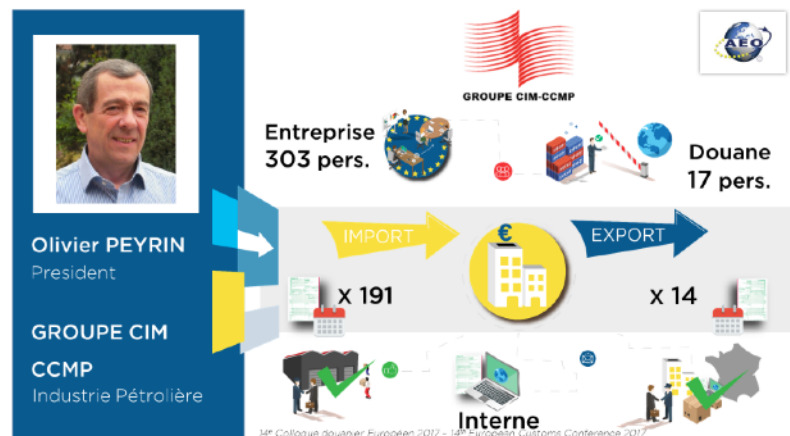 GROUPE CIM-CCMP
AEO
Entreprise
303 pers.
Douane
17 pers.
Olivier PEYRIN
President
GROUPE CIM
CCMP
Industrie Pétrolière
IMPORT
€
EXPORT
x 191
x 14
Interne
14e Colloque douanier Européen 2017 - 14th European Customs Conference 2017